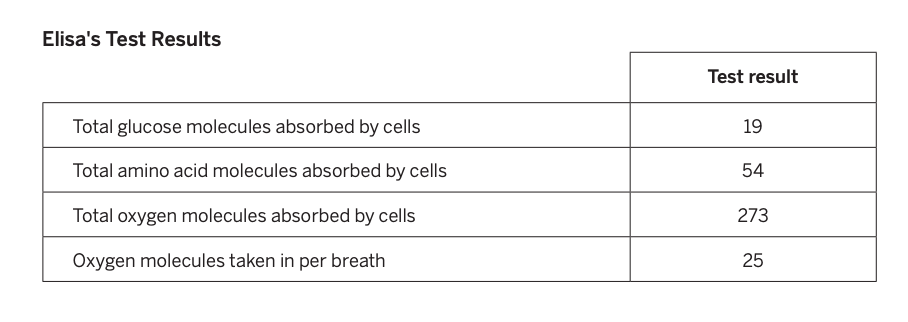 Elisa's Test Results
Test result
Total glucose molecules absorbed by cells 19
Total amino acid molecules absorbed by cells 54
Total oxygen molecules absorbed by cells 273
Oxygen molecules taken in per breath 25